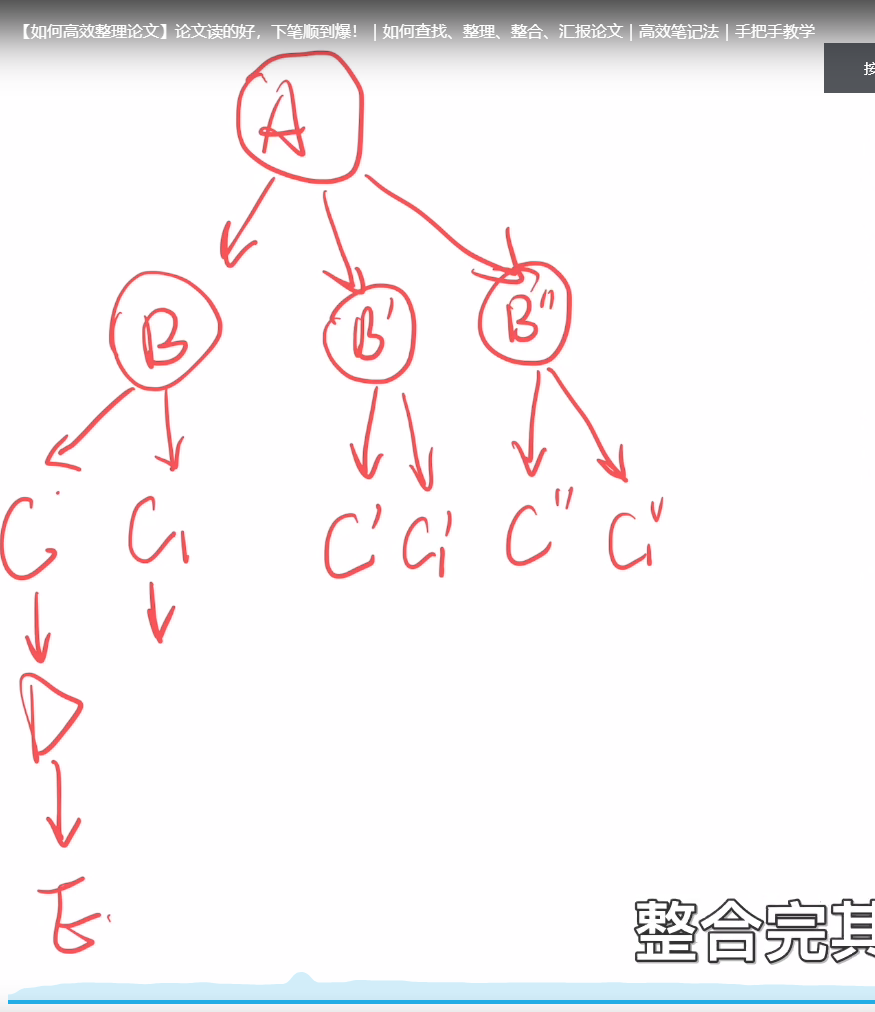 【如何高效整理论文】论文读的好，下笔顺到爆！｜如何查找、整理、整合、汇报论文｜高效笔记法｜手把手教学
按
A
B B' B''
C C1 C' C1' C'' C1''
D
E
整合完其